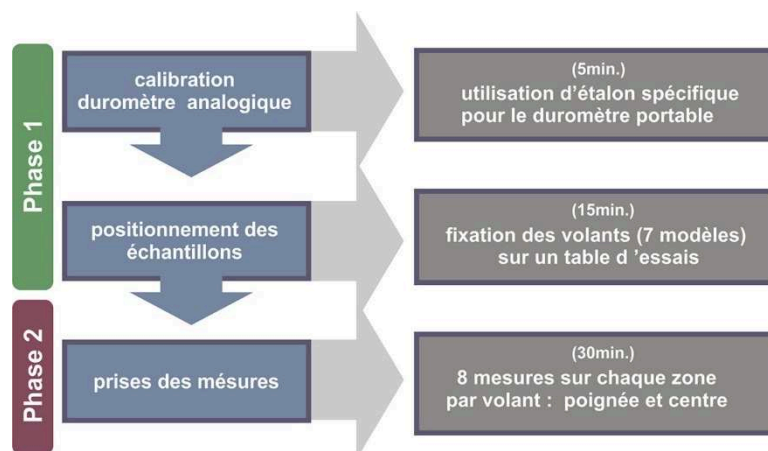 Phase 1
calibration
duromètre analogique
(5min.)
utilisation d'étalon spécifique
pour le duromètre portable
positionnement des
échantillons
(15min.)
fixation des volants (7 modèles)
sur un table d 'essais
Phase 2
prises des mésures
(30min.)
8 mesures sur chaque zone
par volant : poignée et centre